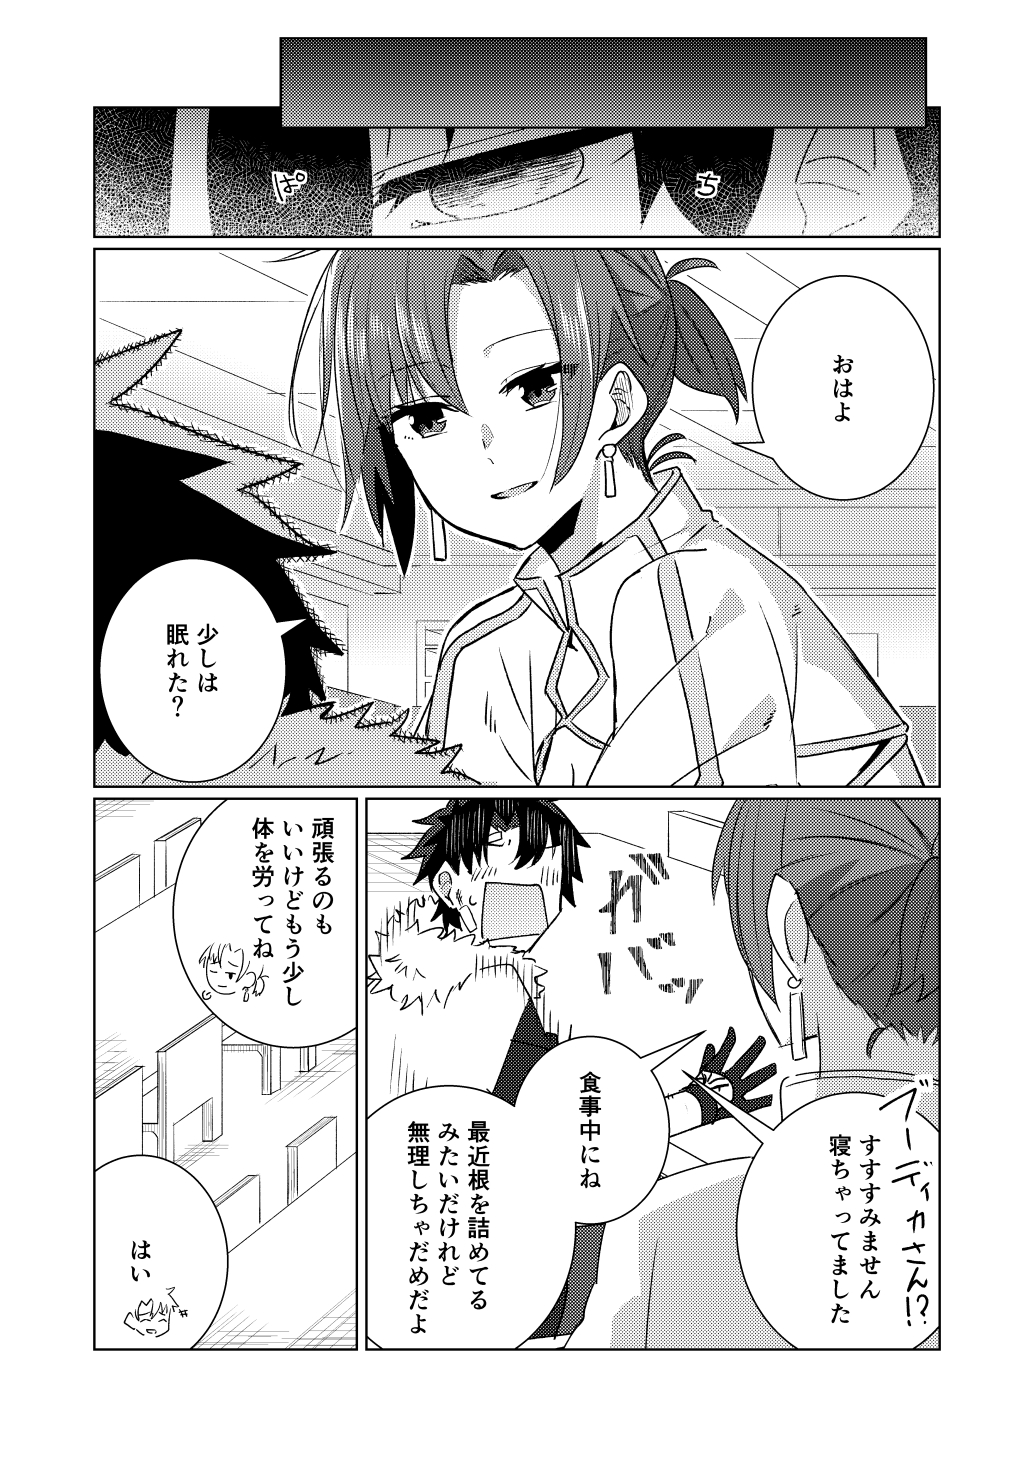 ぱ
ち
おはよ
少しは
眠れた?
ガバッ
ブーディカさん!?
すすすみません
寝ちゃってました
食事中にね
最近根を詰めてる
みたいだけれど
無理しちゃだめだよ
頑張るのも
いいけどもう少し
体を労ってね
はい